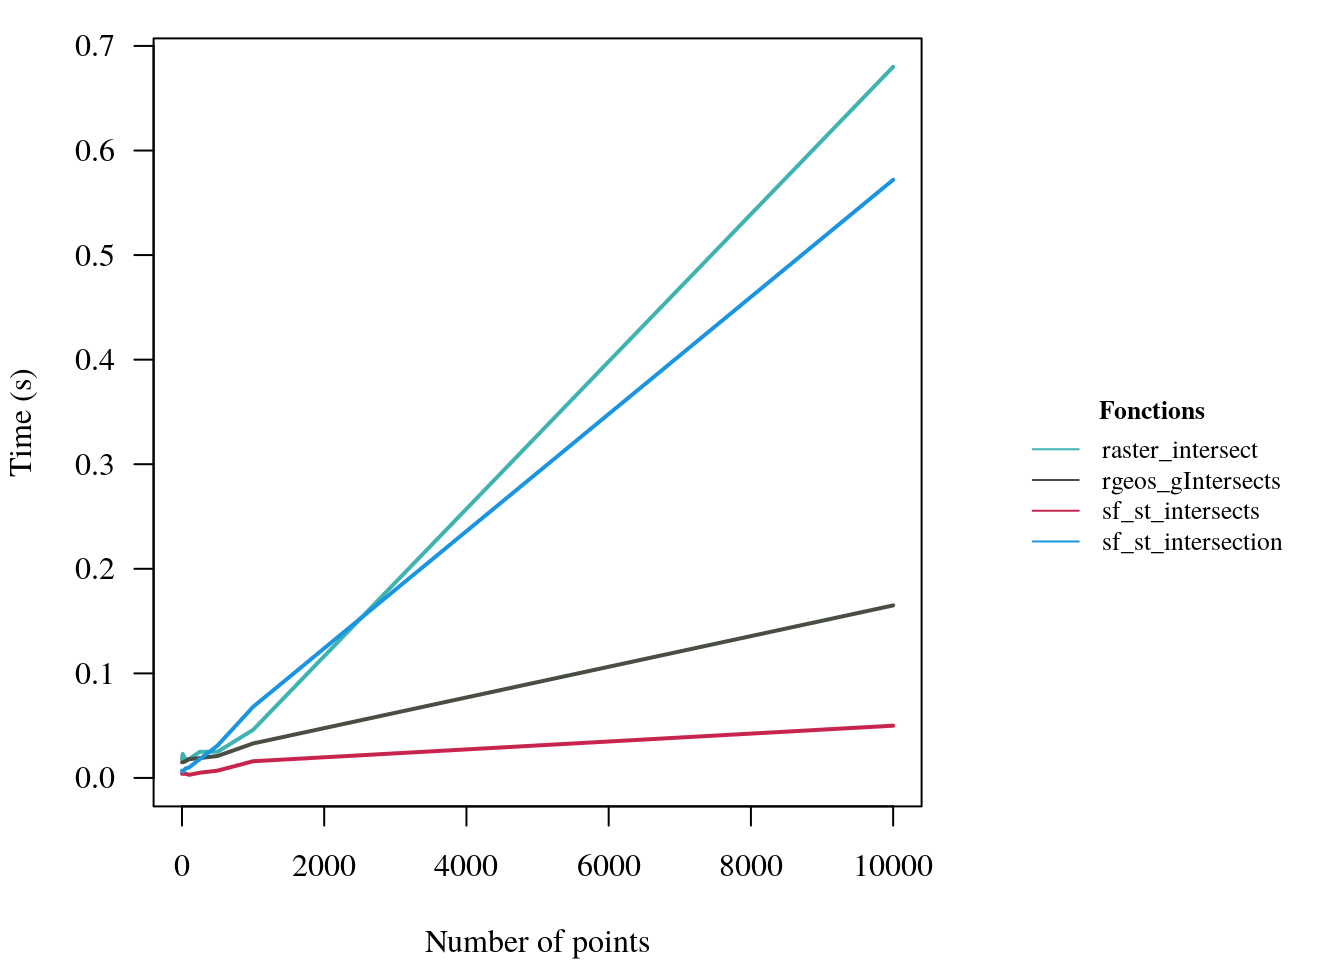 0.7
0.6
0.5
0.4
0.3
0.2
0.1
0.0
Time (s)
0 2000 4000 6000 8000 10000
Number of points
Fonctions
raster_intersect
rgeos_gIntersects
sf_st_intersects
sf_st_intersection